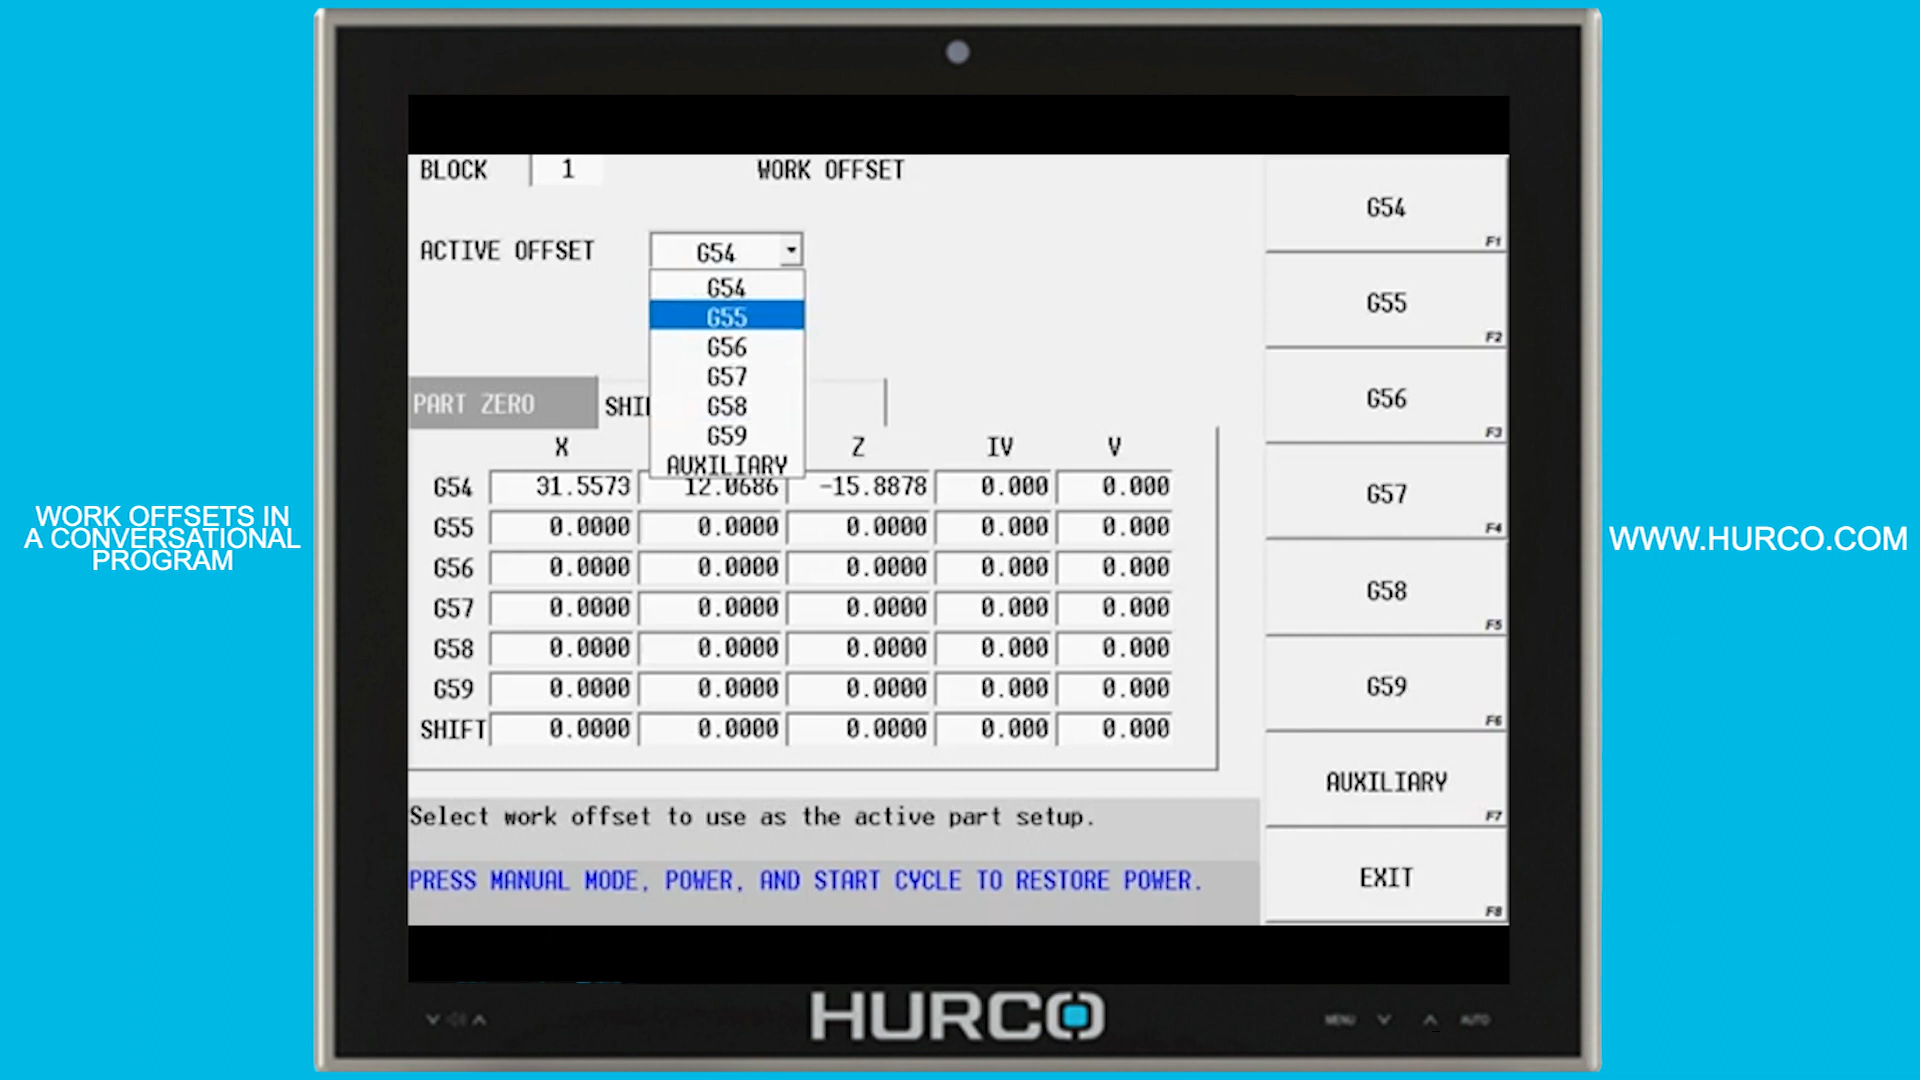 BLOCK 1 WORK OFFSET
ACTIVE OFFSET G54
G54
G55
G56
G57
G58
G59
AUXILIARY
PART ZERO
X Z IV V
G54 31.5573 12.0686 -15.8878 0.000 0.000
G55 0.0000 0.0000 0.0000 0.000 0.000
G56 0.0000 0.0000 0.0000 0.000 0.000
G57 0.0000 0.0000 0.0000 0.000 0.000
G58 0.0000 0.0000 0.0000 0.000 0.000
G59 0.0000 0.0000 0.0000 0.000 0.000
SHIFT 0.0000 0.0000 0.0000 0.000 0.000
Select work offset to use as the active part setup.
PRESS MANUAL MODE, POWER, AND START CYCLE TO RESTORE POWER.
G54
F1
G55
F2
G56
F3
G57
F4
G58
F5
G59
F6
AUXILIARY
F7
EXIT
F8
WORK OFFSETS IN
A CONVERSATIONAL
PROGRAM
WWW.HURCO.COM
HURCO
MENU AUTO